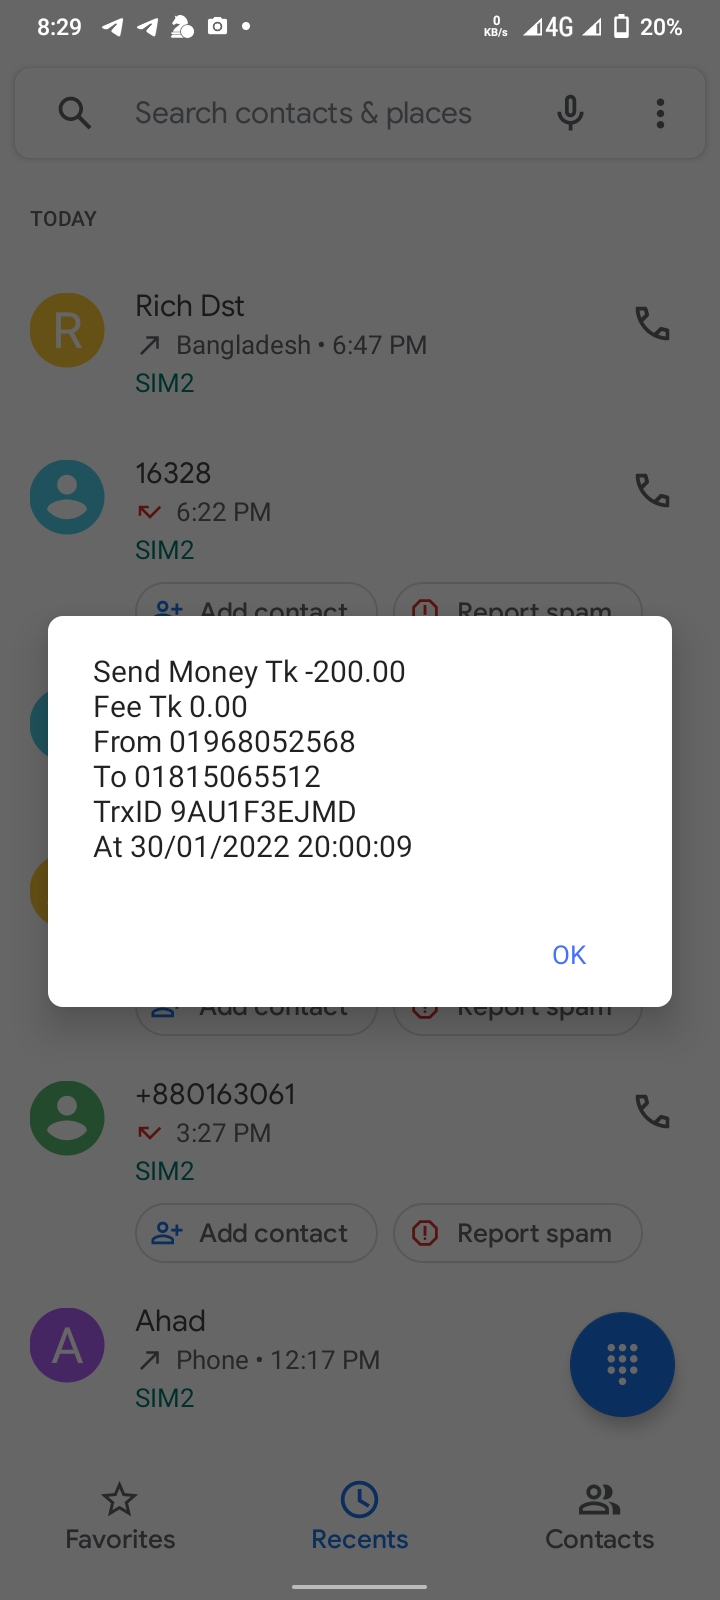 8:29
0
KB/s
4G
20%
Search contacts & places
TODAY
R
Rich Dst
Bangladesh • 6:47 PM
SIM2
16328
6:22 PM
SIM2
Add contact
Report spam
Send Money Tk -200.00
Fee Tk 0.00
From 01968052568
To 01815065512
TrxID 9AU1F3EJMD
At 30/01/2022 20:00:09
OK
Add contact
Report spam
+880163061
3:27 PM
SIM2
Add contact
Report spam
A
Ahad
Phone • 12:17 PM
SIM2
Favorites
Recents
Contacts